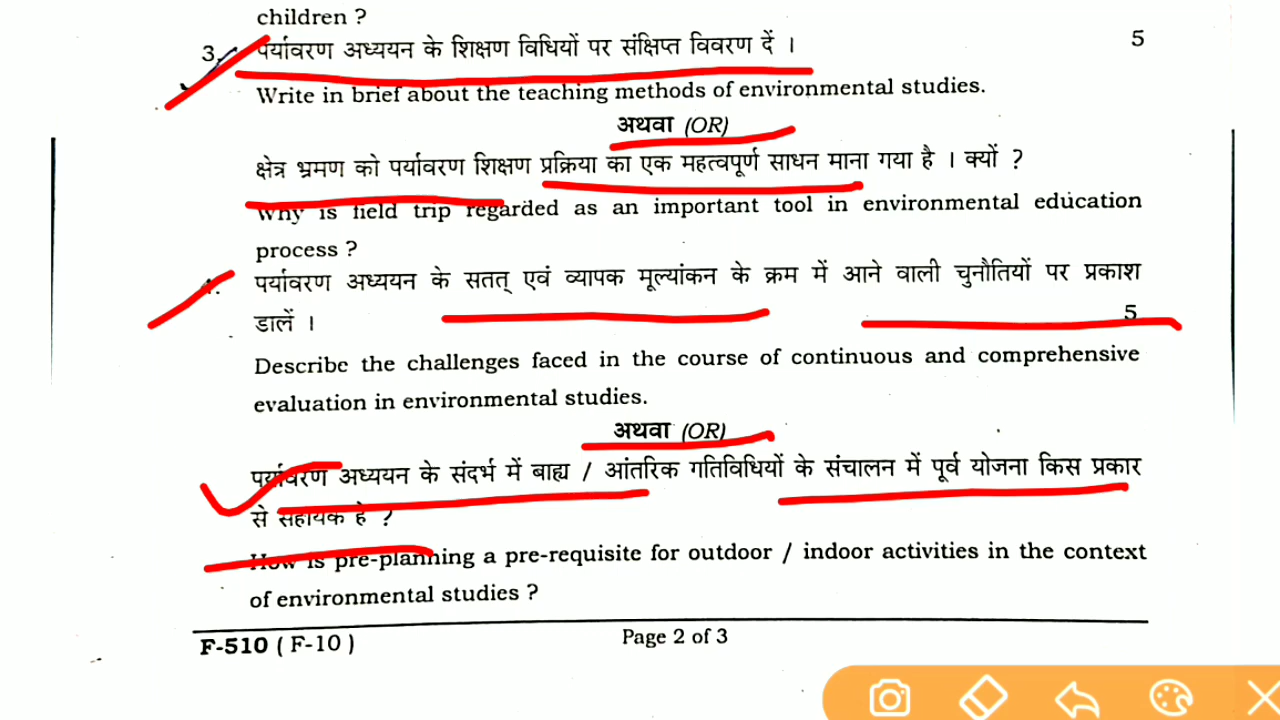 children ?
3. पर्यावरण अध्ययन के शिक्षण विधियों पर संक्षिप्त विवरण दें । 5
Write in brief about the teaching methods of environmental studies.
अथवा (OR)
क्षेत्र भ्रमण को पर्यावरण शिक्षण प्रक्रिया का एक महत्वपूर्ण साधन माना गया है । क्यों ?
Why is field trip regarded as an important tool in environmental education
process ?
4. पर्यावरण अध्ययन के सतत् एवं व्यापक मूल्यांकन के क्रम में आने वाली चुनौतियों पर प्रकाश
डालें । 5
Describe the challenges faced in the course of continuous and comprehensive
evaluation in environmental studies.
अथवा (OR)
पर्यावरण अध्ययन के संदर्भ में बाह्य / आंतरिक गतिविधियों के संचालन में पूर्व योजना किस प्रकार
से सहायक है ?
How is pre-planning a pre-requisite for outdoor / indoor activities in the context
of environmental studies ?
F-510 ( F-10 ) Page 2 of 3